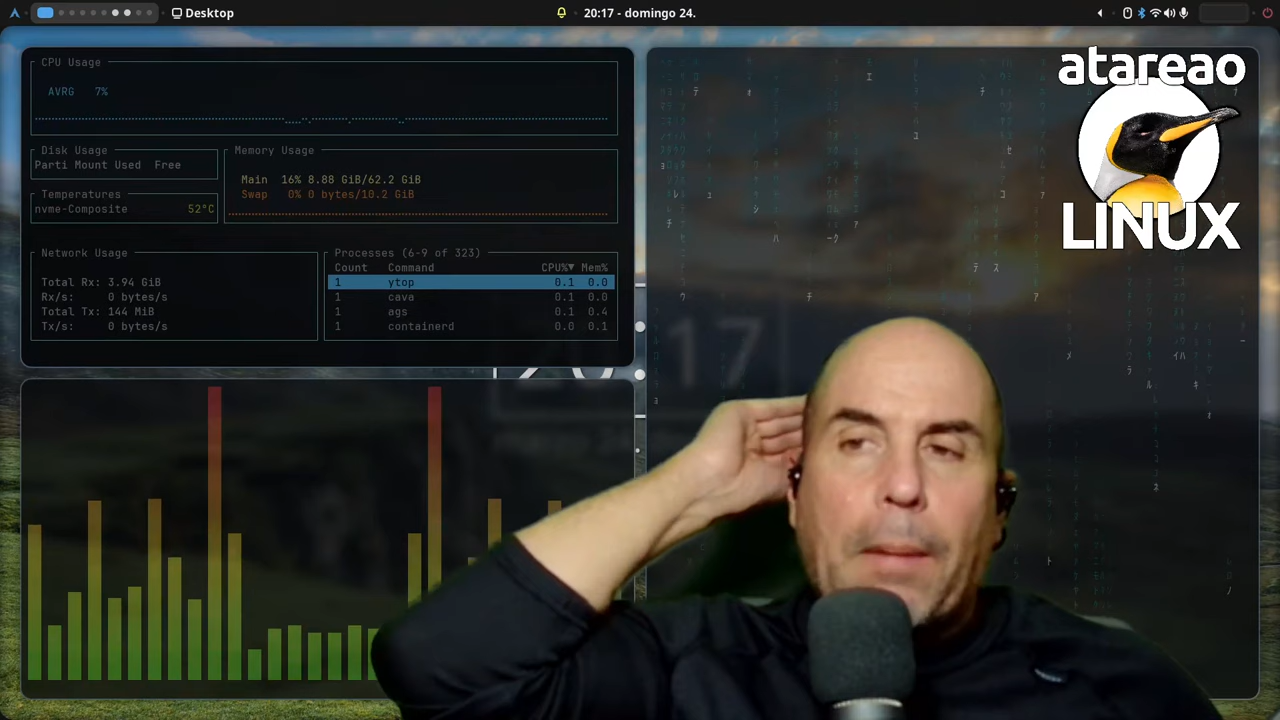 Desktop
20:17 - domingo 24.
atareao
LINUX
CPU Usage
AVRG 7%
Disk Usage
Parti Mount Used Free
Temperatures
nvme-Composite 52°C
Memory Usage
Main 16% 8.88 GiB/62.2 GiB
Swap 0% 0 bytes/10.2 GiB
Network Usage
Total Rx: 3.94 GiB
Rx/s: 0 bytes/s
Total Tx: 144 MiB
Tx/s: 0 bytes/s
Processes (6-9 of 323)
Count Command CPU%▼ Mem%
1 ytop 0.1 0.0
1 cava 0.1 0.0
1 ags 0.1 0.4
1 containerd 0.0 0.1